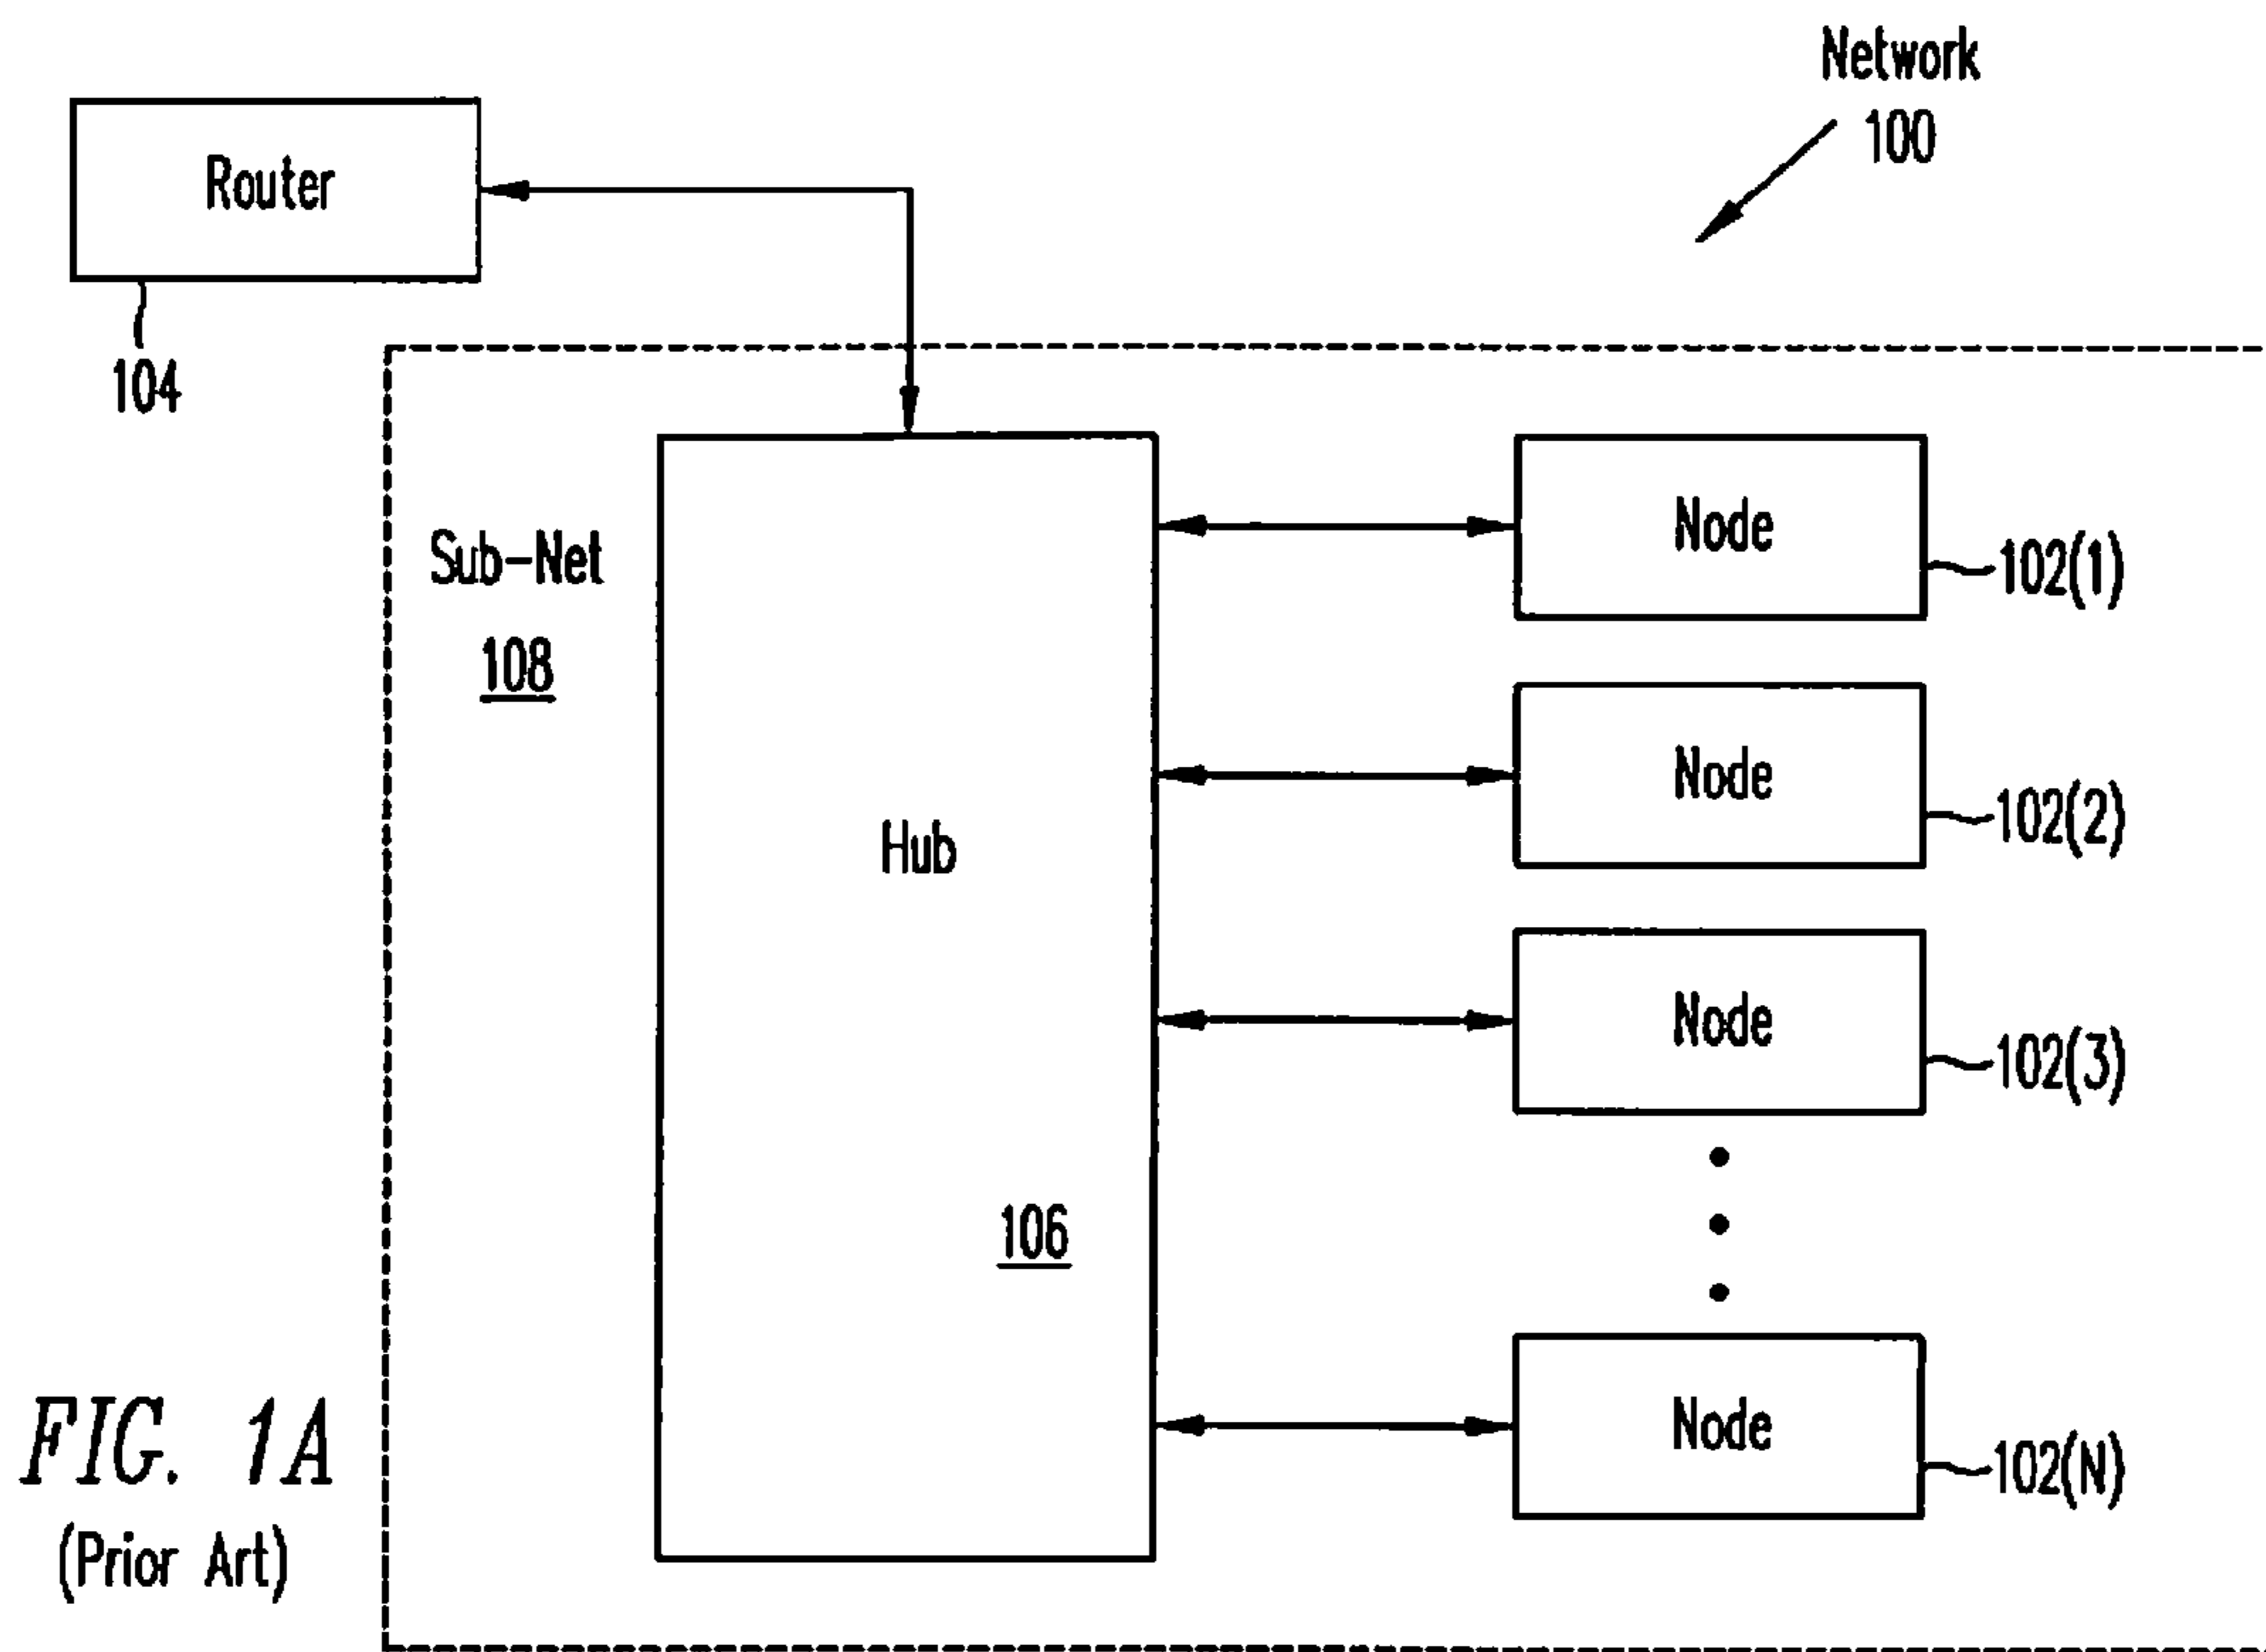 Network
100
Router
104
Sub-Net
108
Hub
106
Node
102(1)
Node
102(2)
Node
102(3)
Node
102(N)
FIG. 1A
(Prior Art)